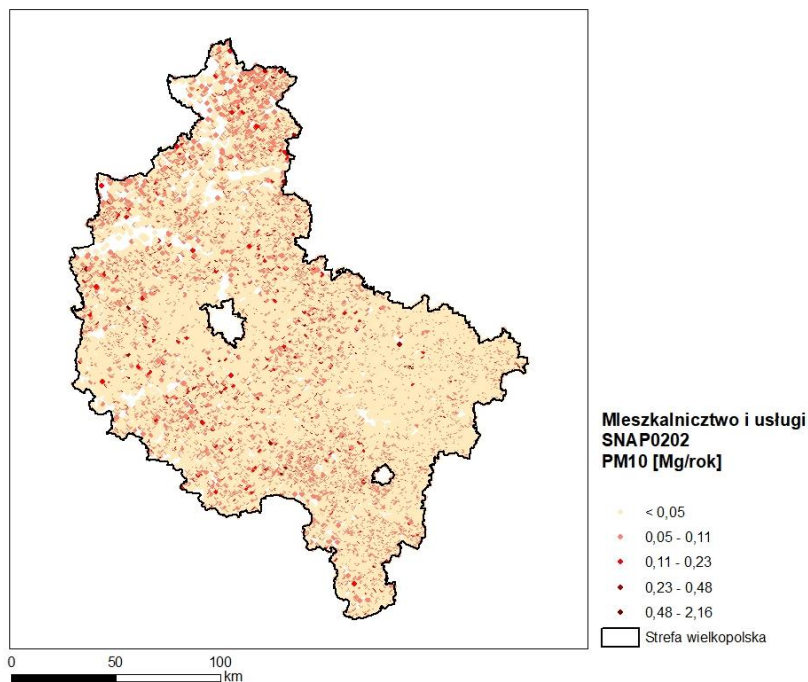 Mieszkalnictwo i usługi
SNAP0202
PM10 [Mg/rok]
< 0,05
0,05 - 0,11
0,11 - 0,23
0,23 - 0,48
0,48 - 2,16
Strefa wielkopolska
0 50 100
km